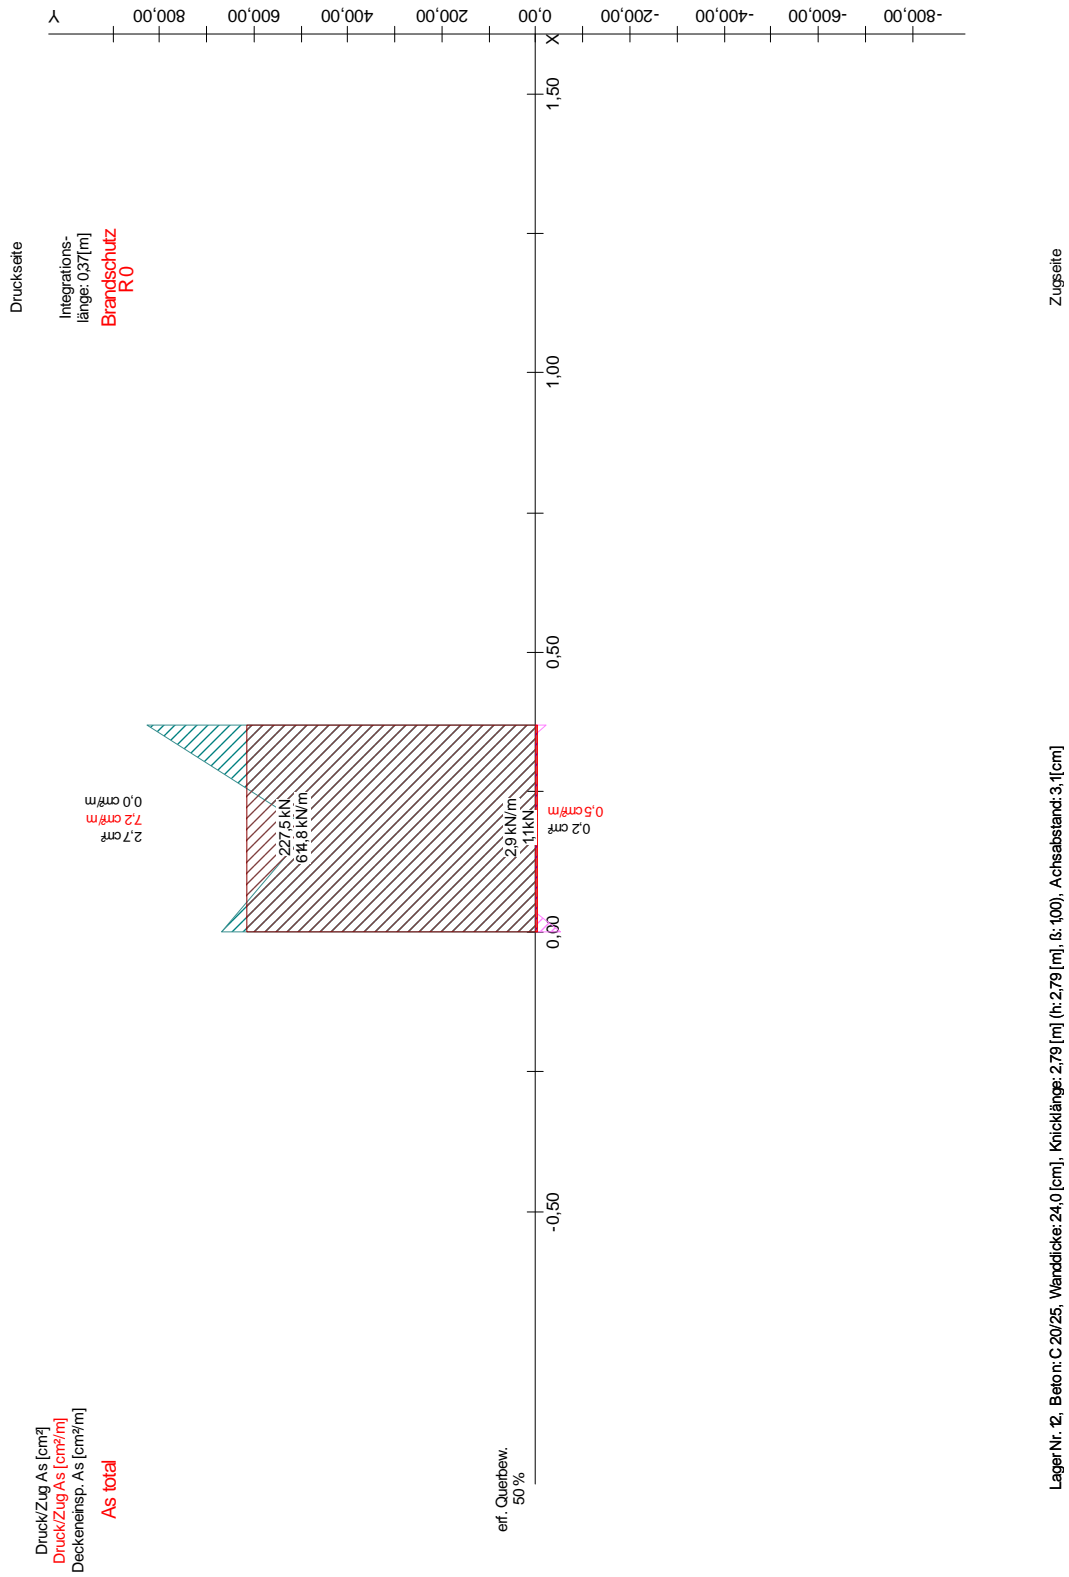 Druckseite
Integrations-
länge: 0,37[m]
Brandschutz
R 0
Druck/Zug As [cm²]
Druck/Zug As [cm²/m]
Deckeneinsp. As [cm²/m]
As total
erf. Querbew.
50 %
Y
800,00
600,00
400,00
200,00
0,00
-200,00
-400,00
-600,00
-800,00
X
-0,50
0,00
0,50
1,00
1,50
0,0 cm²/m
7,2 cm²/m
2,7 cm²
227,5 kN
614,8 kN/m
2,9 kN/m
1,1 kN
0,5 cm²/m
0,2 cm²
Zugseite
Lager Nr. 12, Beton: C 20/25, Wanddicke: 24,0 [cm], Knicklänge: 2,79 [m] (h: 2,79 [m], ß: 1,00), Achsabstand: 3,1[cm]